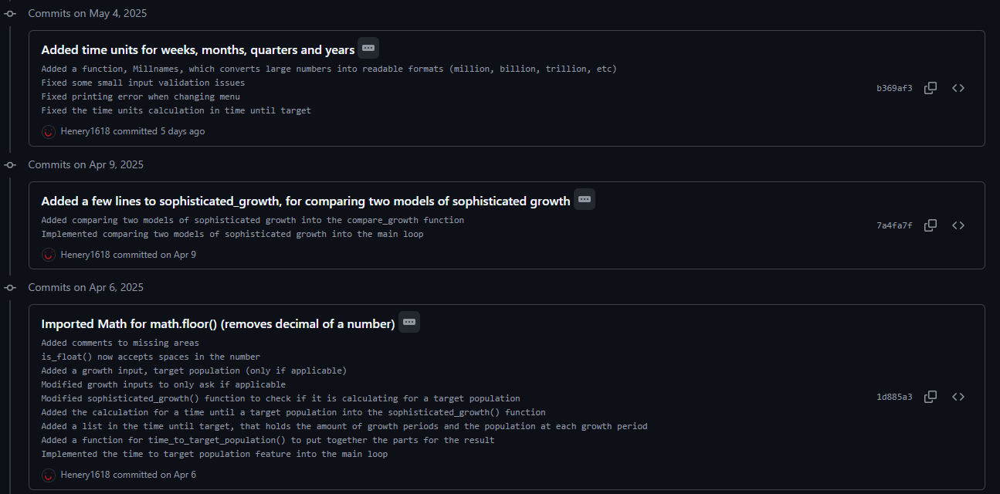 Commits on May 4, 2025
Added time units for weeks, months, quarters and years
Added a function, Millnames, which converts large numbers into readable formats (million, billion, trillion, etc)
Fixed some small input validation issues
Fixed printing error when changing menu
Fixed the time units calculation in time until target
b369af3
Henery1618 committed 5 days ago
Commits on Apr 9, 2025
Added a few lines to sophisticated_growth, for comparing two models of sophisticated growth
Added comparing two models of sophisticated growth into the compare_growth function
Implemented comparing two models of sophisticated growth into the main loop
7a4fa7f
Henery1618 committed on Apr 9
Commits on Apr 6, 2025
Imported Math for math.floor() (removes decimal of a number)
Added comments to missing areas
is_float() now accepts spaces in the number
Added a growth input, target population (only if applicable)
Modified growth inputs to only ask if applicable
Modified sophisticated_growth() function to check if it is calculating for a target population
Added the calculation for a time until a target population into the sophisticated_growth() function
Added a list in the time until target, that holds the amount of growth periods and the population at each growth period
Added a function for time_to_target_population() to put together the parts for the result
Implemented the time to target population feature into the main loop
1d885a3
Henery1618 committed on Apr 6